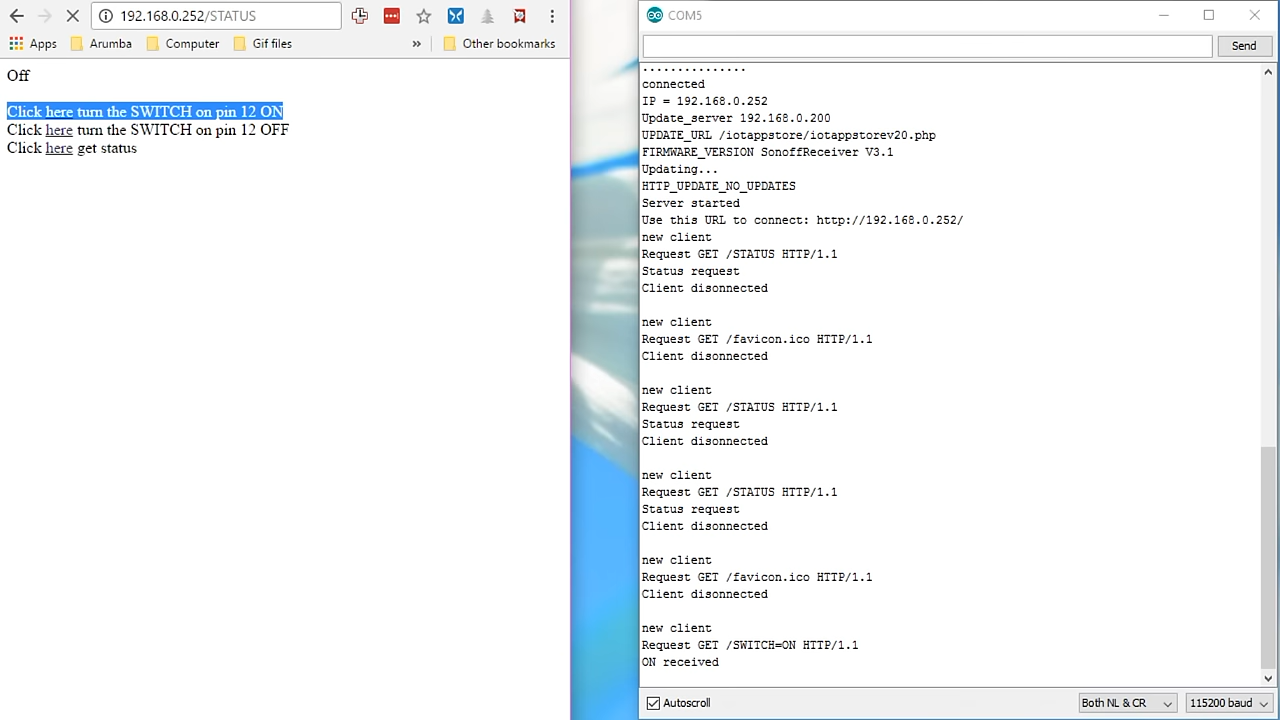 192.168.0.252/STATUS
Apps Arumba Computer Gif files » Other bookmarks
Off
Click here turn the SWITCH on pin 12 ON
Click here turn the SWITCH on pin 12 OFF
Click here get status
COM5
Send
...............
connected
IP = 192.168.0.252
Update_server 192.168.0.200
UPDATE_URL /iotappstore/iotappstorev20.php
FIRMWARE_VERSION SonoffReceiver V3.1
Updating...
HTTP_UPDATE_NO_UPDATES
Server started
Use this URL to connect: http://192.168.0.252/
new client
Request GET /STATUS HTTP/1.1
Status request
Client disonnected
new client
Request GET /favicon.ico HTTP/1.1
Client disonnected
new client
Request GET /STATUS HTTP/1.1
Status request
Client disonnected
new client
Request GET /STATUS HTTP/1.1
Status request
Client disonnected
new client
Request GET /favicon.ico HTTP/1.1
Client disonnected
new client
Request GET /SWITCH=ON HTTP/1.1
ON received
Autoscroll Both NL & CR 115200 baud